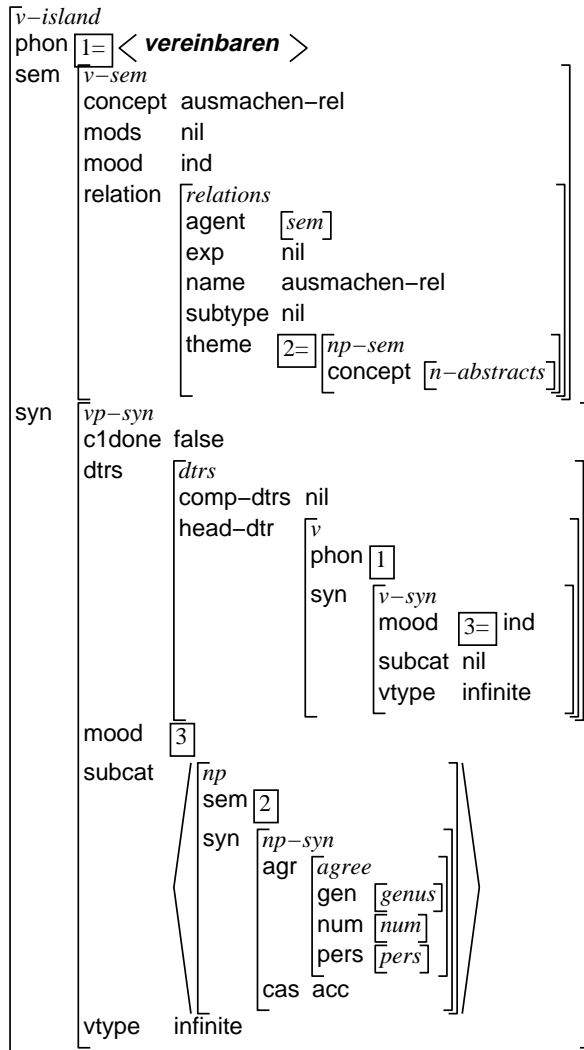 v−island
phon 1= < vereinbaren >
sem v−sem
concept ausmachen−rel
mods nil
mood ind
relation relations
agent sem
exp nil
name ausmachen−rel
subtype nil
theme 2= np−sem
concept n−abstracts
syn vp−syn
c1done false
dtrs dtrs
comp−dtrs nil
head−dtr v
phon 1
syn v−syn
mood 3= ind
subcat nil
vtype infinite
mood 3
subcat np
sem 2
syn np−syn
agr agree
gen genus
num num
pers pers
cas acc
vtype infinite